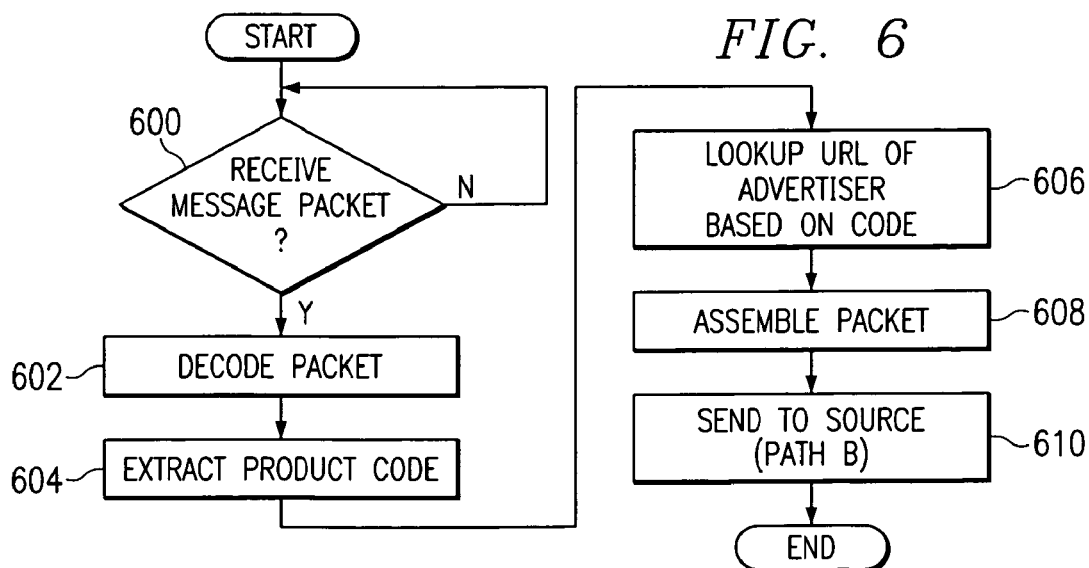 FIG. 6
START
600
RECEIVE
MESSAGE PACKET
?
N
Y
602
DECODE PACKET
604
EXTRACT PRODUCT CODE
LOOKUP URL OF
ADVERTISER
BASED ON CODE
606
ASSEMBLE PACKET
608
SEND TO SOURCE
(PATH B)
610
END